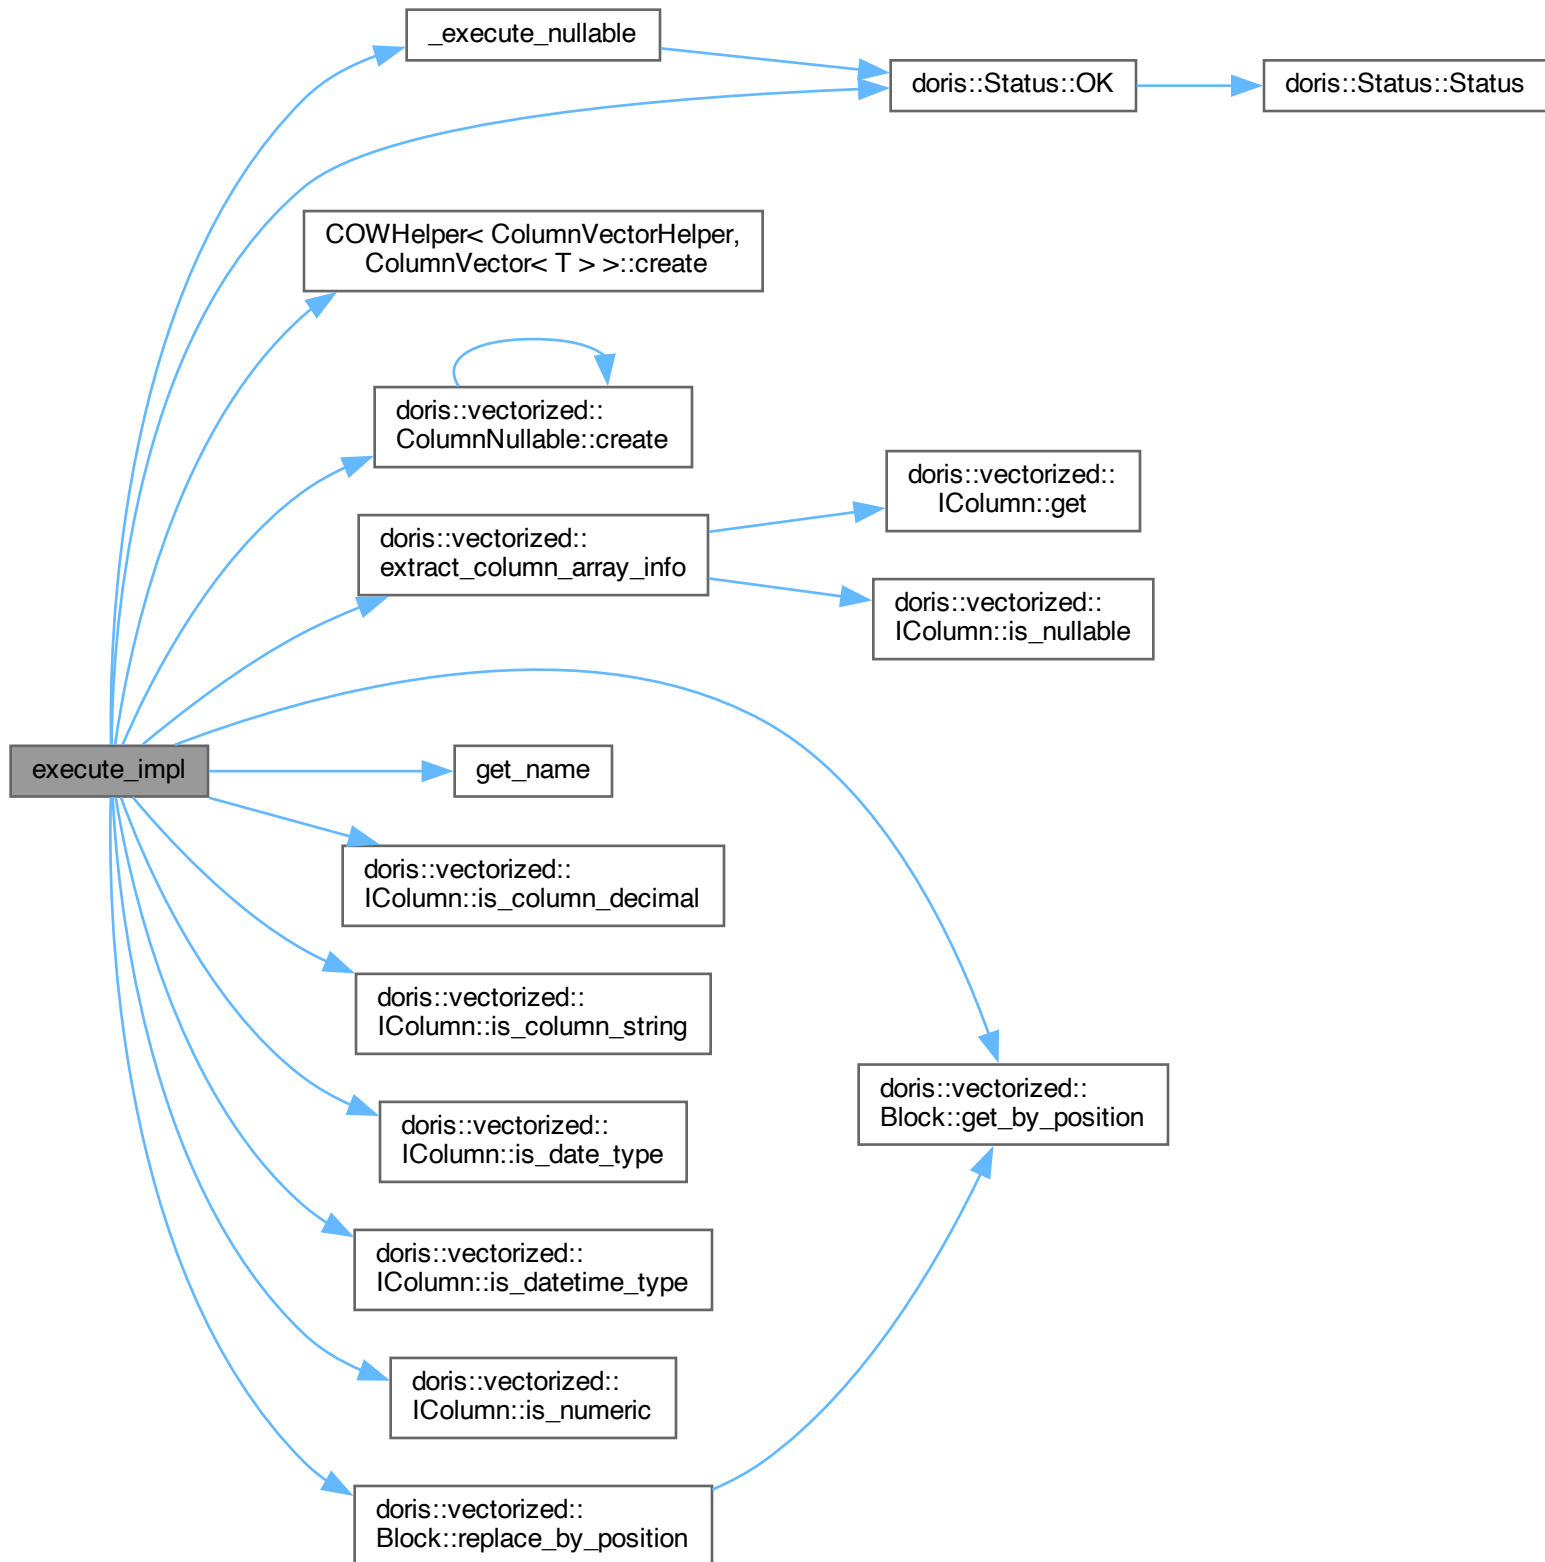 _execute_nullable
doris::Status::OK
doris::Status::Status
COWHelper< ColumnVectorHelper,
ColumnVector< T > >::create
doris::vectorized::
ColumnNullable::create
doris::vectorized::
IColumn::get
doris::vectorized::
extract_column_array_info
doris::vectorized::
IColumn::is_nullable
execute_impl
get_name
doris::vectorized::
IColumn::is_column_decimal
doris::vectorized::
IColumn::is_column_string
doris::vectorized::
Block::get_by_position
doris::vectorized::
IColumn::is_date_type
doris::vectorized::
IColumn::is_datetime_type
doris::vectorized::
IColumn::is_numeric
doris::vectorized::
Block::replace_by_position